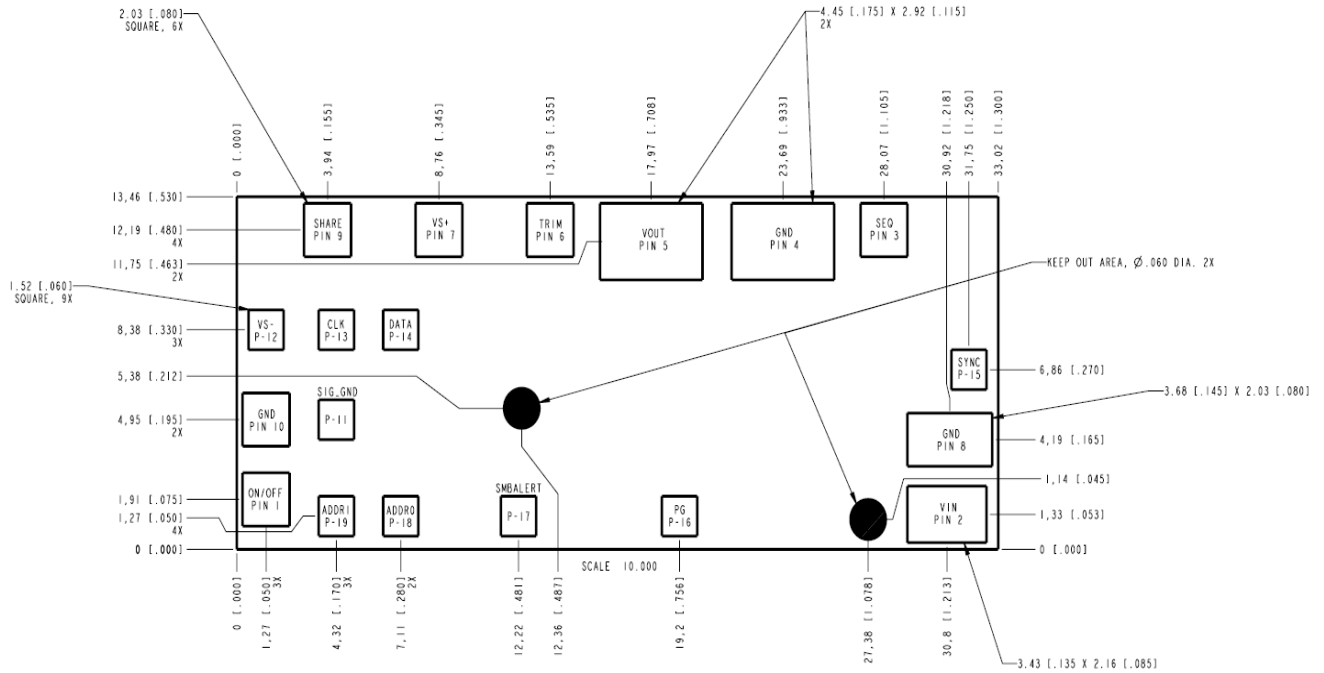 2.03 [.080]
SQUARE, 6X
4.45 [.175] X 2.92 [.115]
2X
0 [.000]
3,94 [.155]
8,76 [.345]
13,59 [.535]
17,97 [.708]
23,69 [.933]
28,07 [1.105]
30,92 [1.218]
31,75 [1.250]
33,02 [1.300]
13,46 [.530]
12,19 [.480]
4X
11,75 [.463]
2X
SHARE
PIN 9
VS+
PIN 7
TRIM
PIN 6
VOUT
PIN 5
GND
PIN 4
SEQ
PIN 3
KEEP OUT AREA, Ø.060 DIA. 2X
1.52 [.060]
SQUARE, 9X
8,38 [.330]
3X
VS-
P-12
CLK
P-13
DATA
P-14
SYNC
P-15
6,86 [.270]
5,38 [.212]
3.68 [.145] X 2.03 [.080]
4,95 [.195]
2X
GND
PIN 10
SIG_GND
P-11
GND
PIN 8
4,19 [.165]
1,14 [.045]
1,91 [.075]
1,27 [.050]
4X
ON/OFF
PIN 1
ADDR1
P-19
ADDR0
P-18
SMBALERT
P-17
PG
P-16
VIN
PIN 2
1,33 [.053]
0 [.000]
0 [.000]
SCALE 10.000
0 [.000]
1,27 [.050]
3X
4,32 [.170]
3X
7,11 [.280]
2X
12,22 [.481]
12,36 [.487]
19,2 [.756]
27,38 [1.078]
30,8 [1.213]
3.43 [.135 X 2.16 [.085]